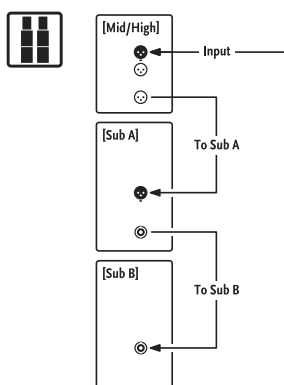 [Mid/High]
Input
To Sub A
[Sub A]
To Sub B
[Sub B]